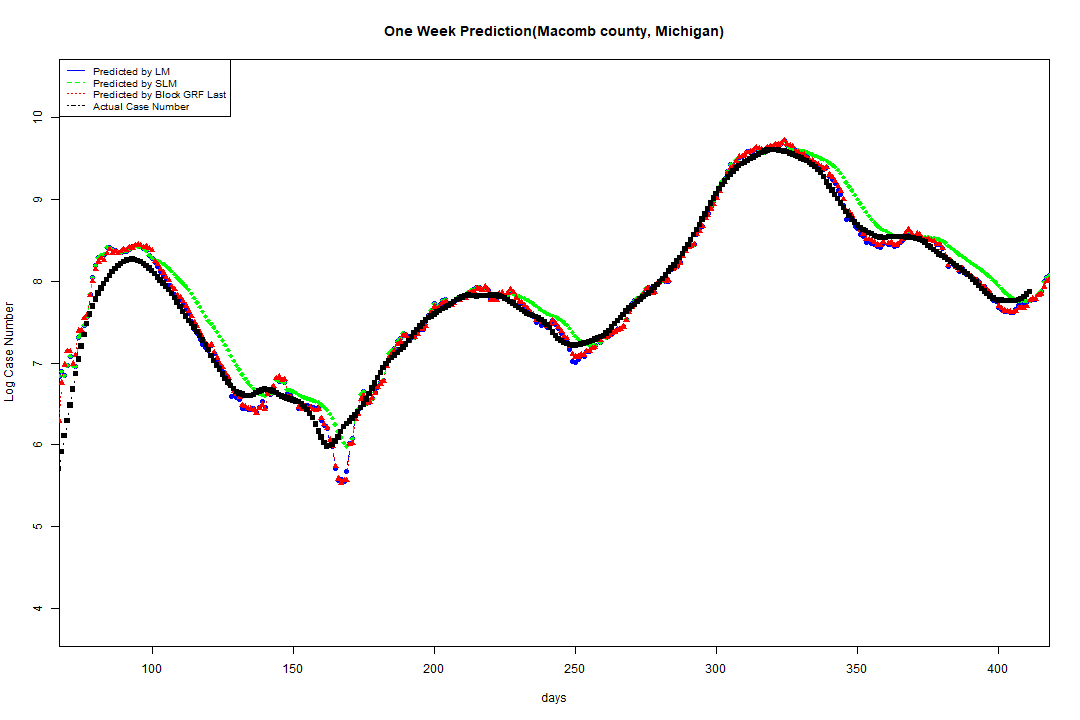 One Week Prediction(Macomb county, Michigan)
Predicted by LM
Predicted by SLM
Predicted by Block GRF Last
Actual Case Number
10
9
8
7
6
5
4
Log Case Number
100 150 200 250 300 350 400
days